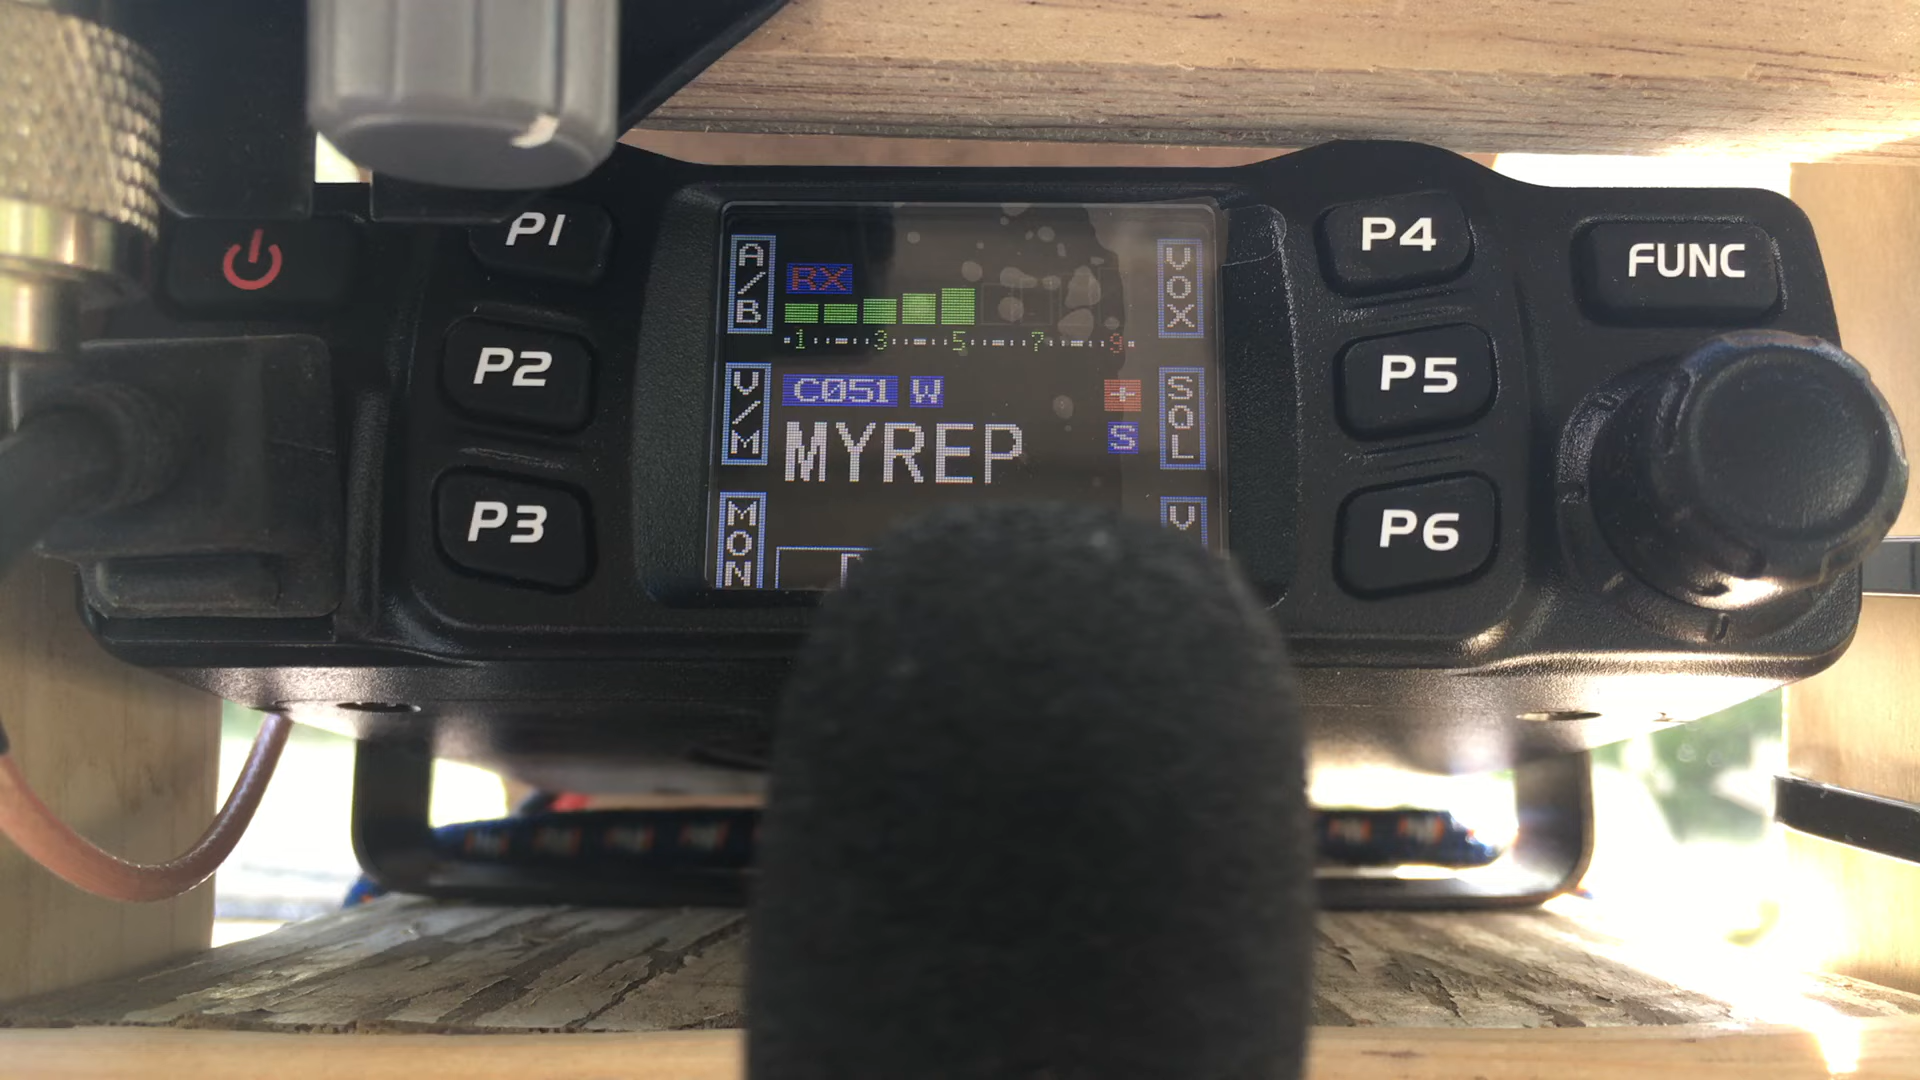 P1
P2
P3
A/B
V/M
MON
RX
1 3 5 7 9
C051 W +
S
MYREP
VOX
SQL
V
P4
P5
P6
FUNC